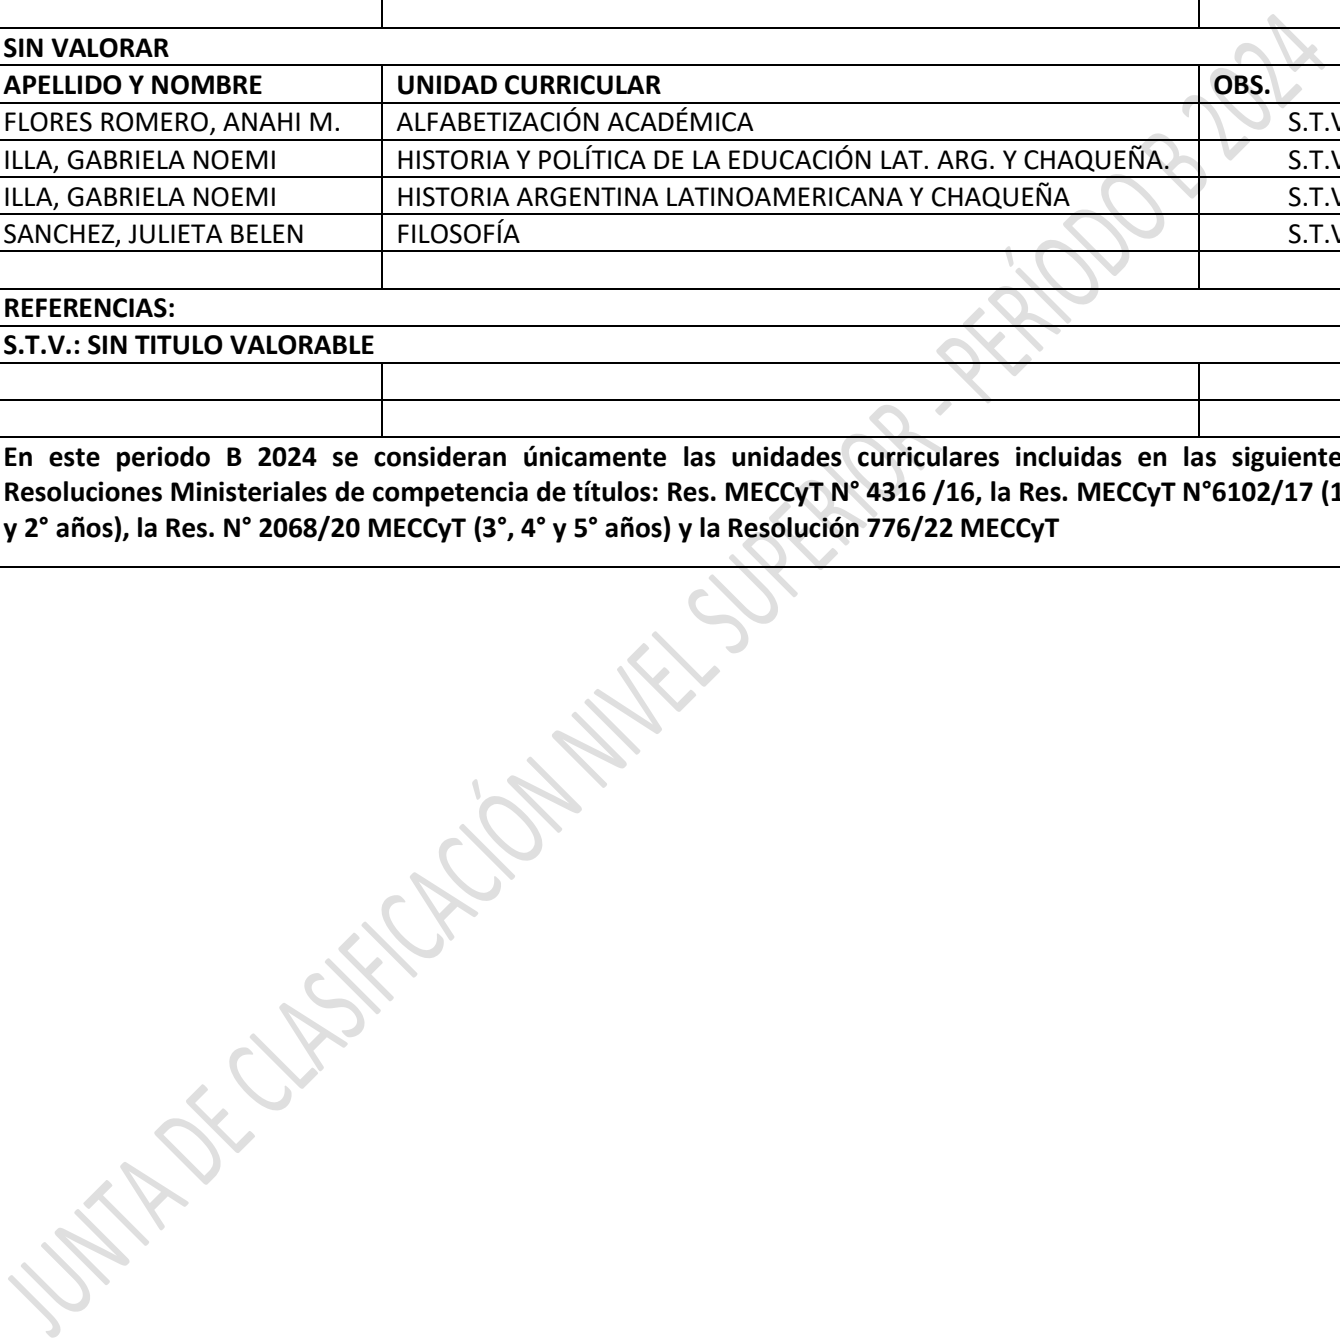 SIN VALORAR
APELLIDO Y NOMBRE UNIDAD CURRICULAR OBS.
FLORES ROMERO, ANAHI M. ALFABETIZACIÓN ACADÉMICA S.T.V
ILLA, GABRIELA NOEMI HISTORIA Y POLÍTICA DE LA EDUCACIÓN LAT. ARG. Y CHAQUEÑA. S.T.V
ILLA, GABRIELA NOEMI HISTORIA ARGENTINA LATINOAMERICANA Y CHAQUEÑA S.T.V
SANCHEZ, JULIETA BELEN FILOSOFÍA S.T.V
REFERENCIAS:
S.T.V.: SIN TITULO VALORABLE
En este periodo B 2024 se consideran únicamente las unidades curriculares incluidas en las siguiente
Resoluciones Ministeriales de competencia de títulos: Res. MECCyT N° 4316 /16, la Res. MECCyT N°6102/17 (1
y 2° años), la Res. N° 2068/20 MECCyT (3°, 4° y 5° años) y la Resolución 776/22 MECCyT
JUNTA DE CLASIFICACIÓN NIVEL SUPERIOR - PERÍODO B 2024